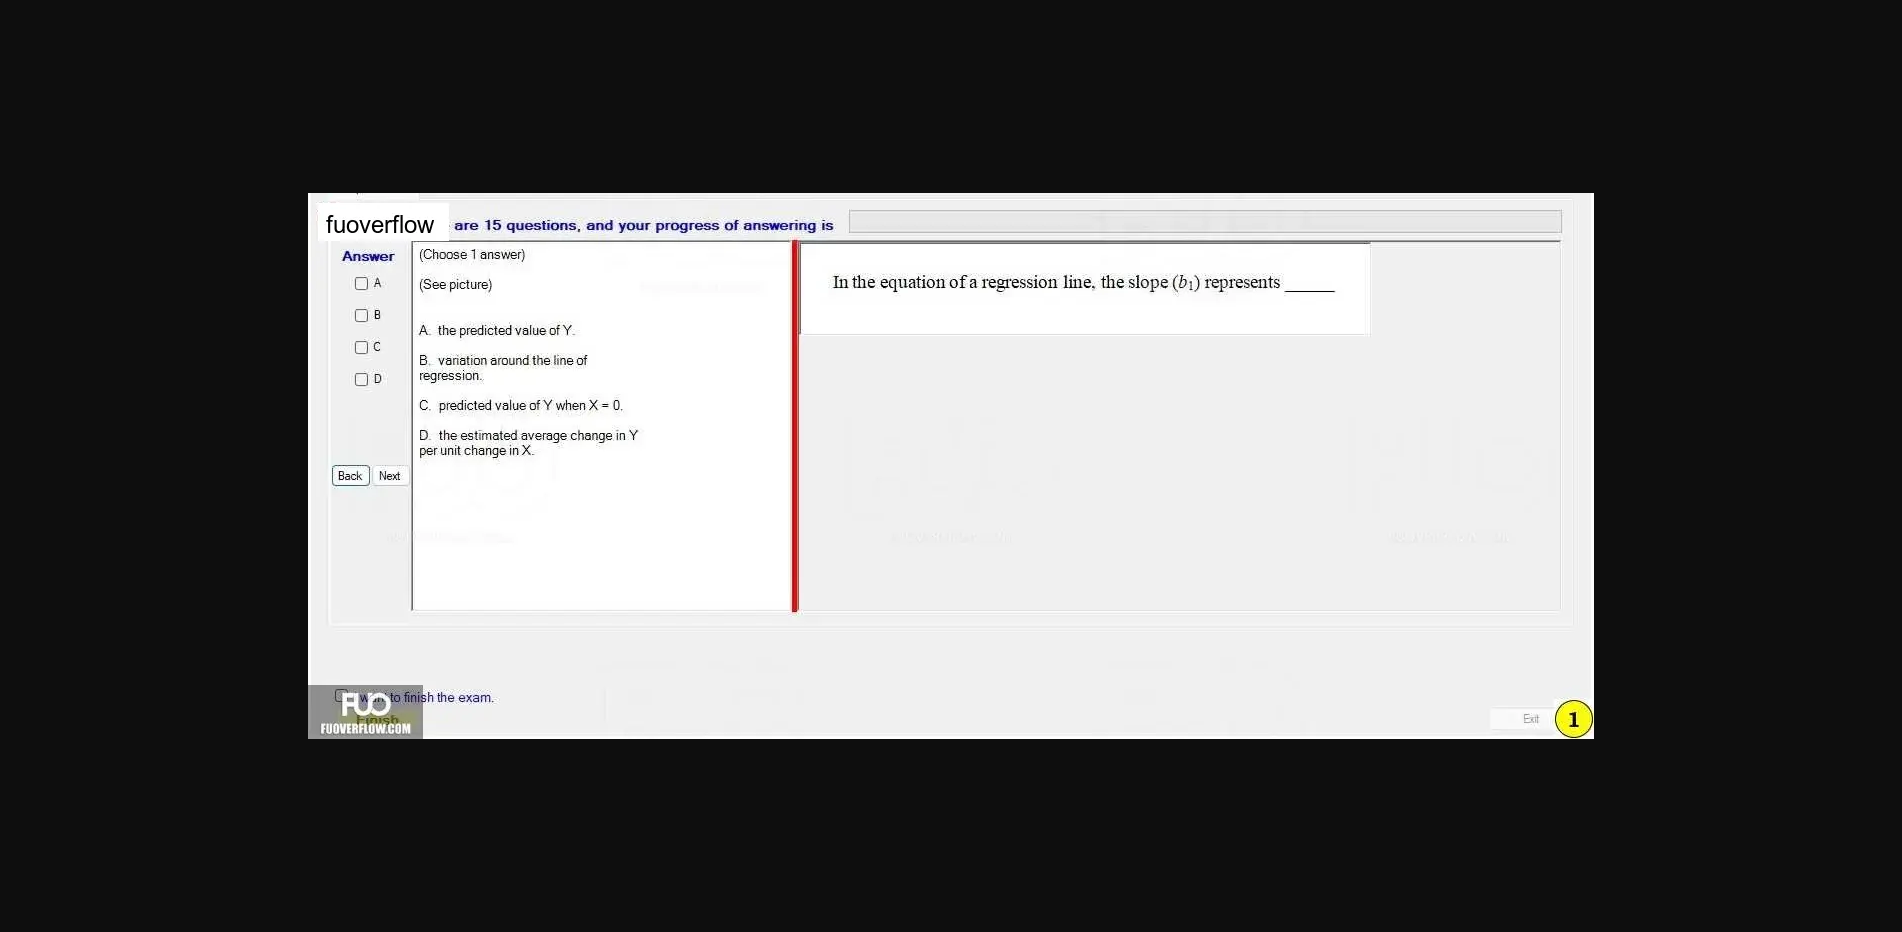 fuoverflow are 15 questions, and your progress of answering is
Answer
A
B
C
D
Back Next
(Choose 1 answer)
(See picture)
A. the predicted value of Y.
B. variation around the line of
regression.
C. predicted value of Y when X = 0.
D. the estimated average change in Y
per unit change in X.
In the equation of a regression line, the slope (b₁) represents ______
want to finish the exam.
Finish
FUO
FUOVERFLOW.COM
Exit
1